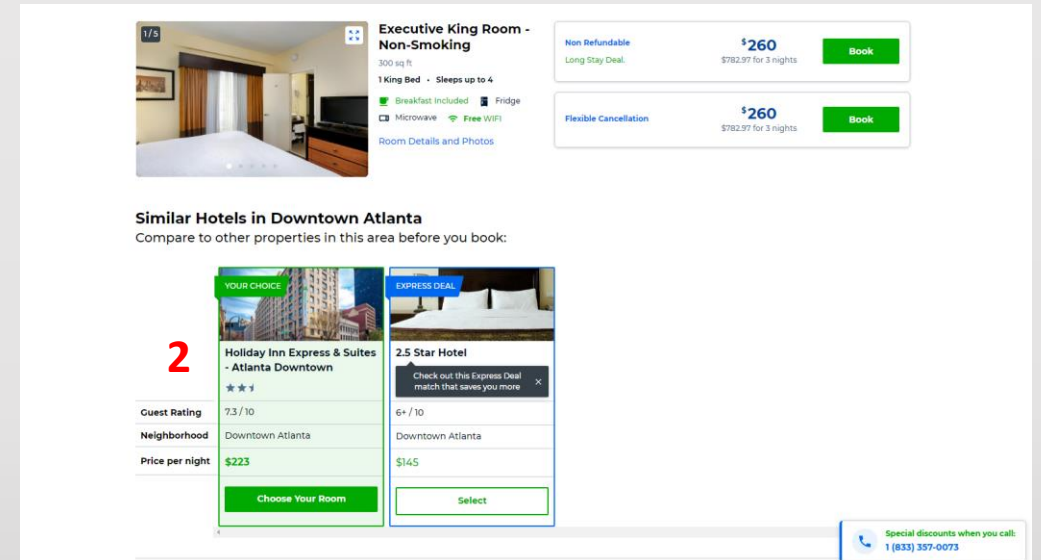 1/5
Executive King Room -
Non-Smoking
300 sq ft
1 King Bed · Sleeps up to 4
Breakfast Included Fridge
Microwave Free WIFI
Room Details and Photos
Non Refundable
Long Stay Deal.
$260
$782.97 for 3 nights
Book
Flexible Cancellation
$260
$782.97 for 3 nights
Book
Similar Hotels in Downtown Atlanta
Compare to other properties in this area before you book:
2
YOUR CHOICE
EXPRESS DEAL
Holiday Inn Express & Suites
- Atlanta Downtown
2.5 Star Hotel
Check out this Express Deal
match that saves you more ×
Guest Rating 7.3 / 10 6+ / 10
Neighborhood Downtown Atlanta Downtown Atlanta
Price per night $223 $145
Choose Your Room Select
Special discounts when you call:
1 (833) 357-0073